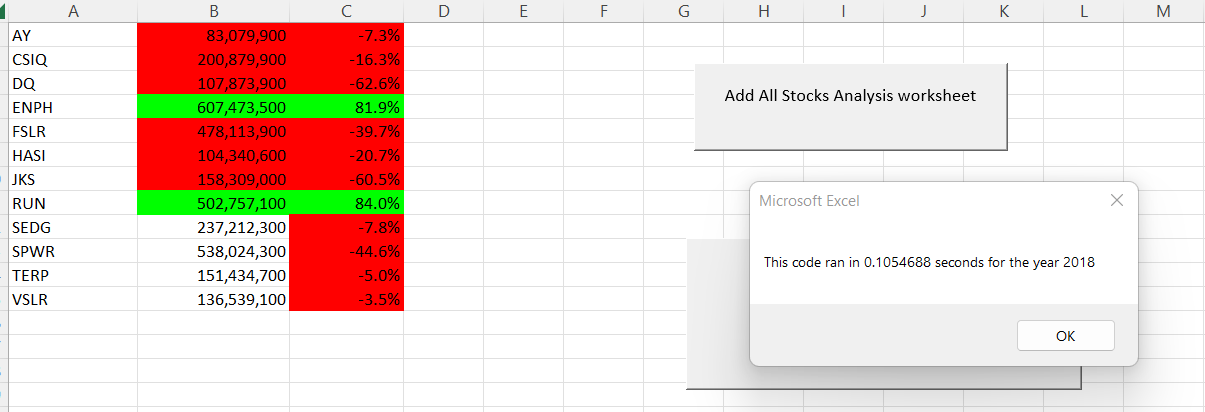 A B C D E F G H I J K L M
AY 83,079,900 -7.3%
CSIQ 200,879,900 -16.3%
DQ 107,873,900 -62.6%
ENPH 607,473,500 81.9%
FSLR 478,113,900 -39.7%
HASI 104,340,600 -20.7%
JKS 158,309,000 -60.5%
RUN 502,757,100 84.0%
SEDG 237,212,300 -7.8%
SPWR 538,024,300 -44.6%
TERP 151,434,700 -5.0%
VSLR 136,539,100 -3.5%
Add All Stocks Analysis worksheet
Microsoft Excel
This code ran in 0.1054688 seconds for the year 2018
OK